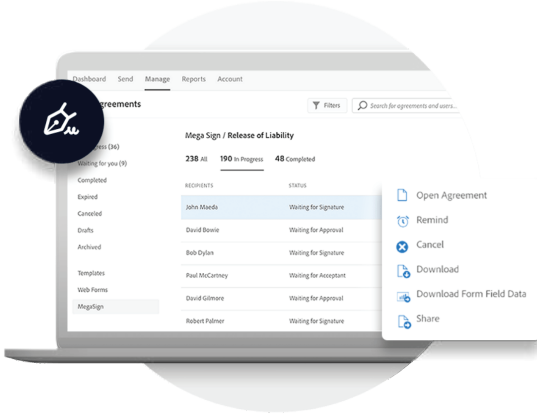 Dashboard Send Manage Reports Account
greements
Filters
Search for agreements and users...
Mega Sign / Release of Liability
238 All 190 In Progress 48 Completed
RECIPIENTS STATUS
(36)
Waiting for you (9)
Completed
Expired
Canceled
Drafts
Archived
Templates
Web Forms
MegaSign
John Maeda Waiting for Signature
David Bowie Waiting for Approval
Bob Dylan Waiting for Signature
Paul McCartney Waiting for Acceptant
David Gilmore Waiting for Approval
Robert Palmer Waiting for Signature
Open Agreement
Remind
Cancel
Download
Download Form Field Data
Share